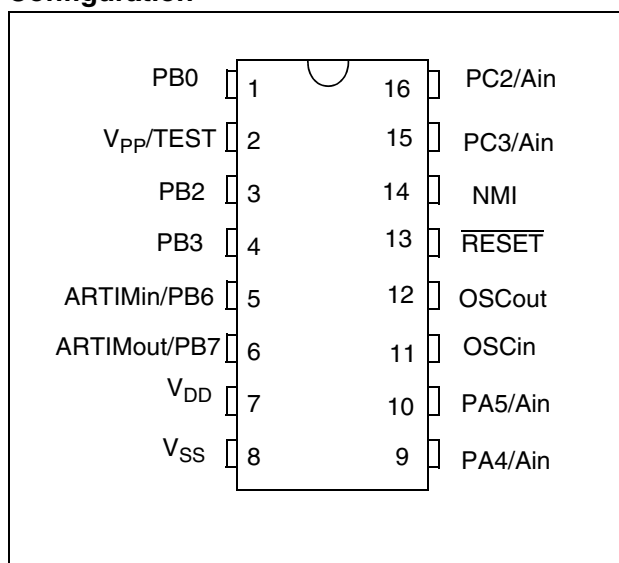 PB0 1 16 PC2/Ain
VPP/TEST 2 15 PC3/Ain
PB2 3 14 NMI
PB3 4 13 RESET
ARTIMin/PB6 5 12 OSCout
ARTIMout/PB7 6 11 OSCin
VDD 7 10 PA5/Ain
VSS 8 9 PA4/Ain